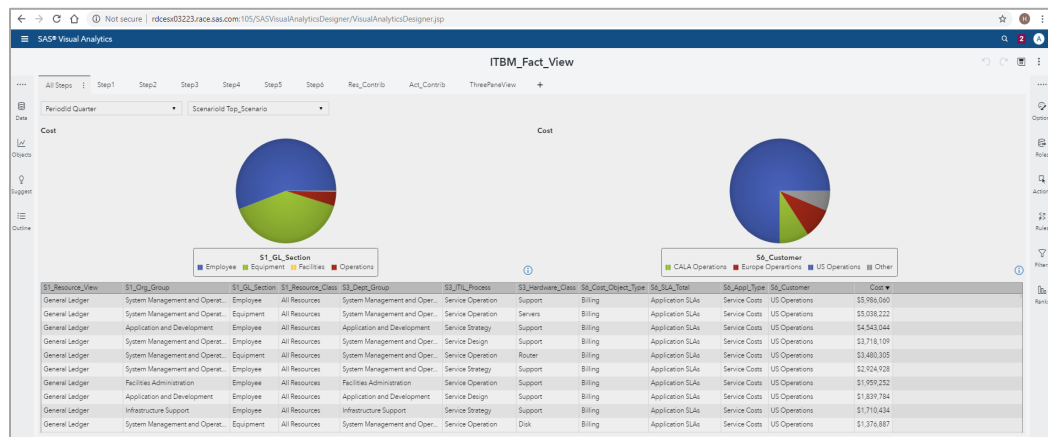 Not secure | rdcesx03223.race.sas.com:105/SASVisualAnalyticsDesigner/VisualAnalyticsDesigner.jsp
H
SAS® Visual Analytics
2
A
ITBM_Fact_View
All Steps Step1 Step2 Step3 Step4 Step5 Step6 Res_Contrib Act_Contrib ThreePaneView +
Data
Objects
Suggest
Outline
PeriodId Quarter
ScenarioId Top_Scenario
Cost
S1_GL_Section
Employee Equipment Facilities Operations
Cost
S6_Customer
CALA Operations Europe Operartions US Operations Other
S1_Resource_View S1_Org_Group S1_GL_Section S1_Resource_Class S3_Dept_Group S3_ITIL_Process S3_Hardware_Class S6_Cost_Object_Type S6_SLA_Total S6_Appl_Type S6_Customer Cost ▼
General Ledger System Management and Operat... Employee All Resources System Management and Oper... Service Operation Support Billing Application SLAs Service Costs US Operations $5,986,060
General Ledger System Management and Operat... Equipment All Resources System Management and Oper... Service Operation Servers Billing Application SLAs Service Costs US Operations $5,038,222
General Ledger Application and Development Employee All Resources Application and Development Service Strategy Support Billing Application SLAs Service Costs US Operations $4,543,044
General Ledger System Management and Operat... Employee All Resources System Management and Oper... Service Design Support Billing Application SLAs Service Costs US Operations $3,718,109
General Ledger System Management and Operat... Equipment All Resources System Management and Oper... Service Operation Router Billing Application SLAs Service Costs US Operations $3,480,305
General Ledger System Management and Operat... Employee All Resources System Management and Oper... Service Strategy Support Billing Application SLAs Service Costs US Operations $2,924,928
General Ledger Facilities Administration Employee All Resources Facilities Administration Service Operation Support Billing Application SLAs Service Costs US Operations $1,959,252
General Ledger Application and Development Employee All Resources Application and Development Service Design Support Billing Application SLAs Service Costs US Operations $1,839,784
General Ledger Infrastructure Support Employee All Resources Infrastructure Support Service Strategy Support Billing Application SLAs Service Costs US Operations $1,710,434
General Ledger System Management and Operat... Equipment All Resources System Management and Oper... Service Operation Disk Billing Application SLAs Service Costs US Operations $1,376,887
Option
Roles
Action
Rules
Filter
Rank